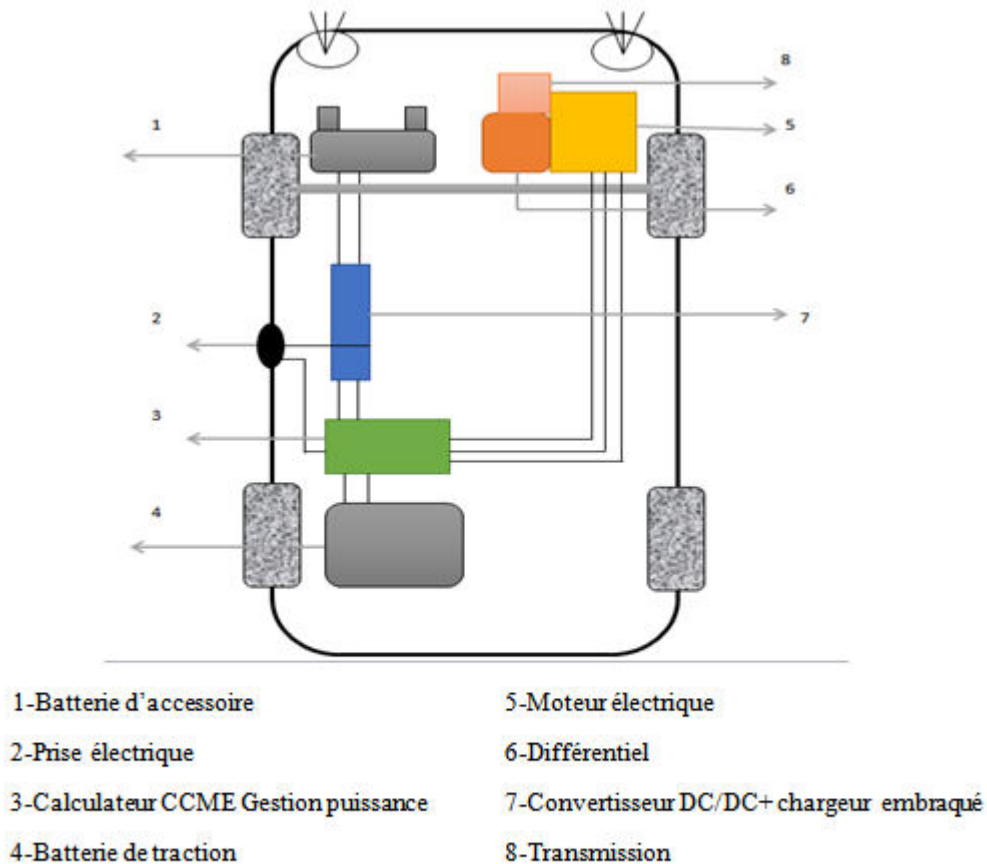 8
1
5
6
2
7
3
4
1-Batterie d'accessoire
5-Moteur électrique
2-Prise électrique
6-Différentiel
3-Calculateur CCME Gestion puissance
7-Convertisseur DC/DC+ chargeur embraqué
4-Batterie de traction
8-Transmission